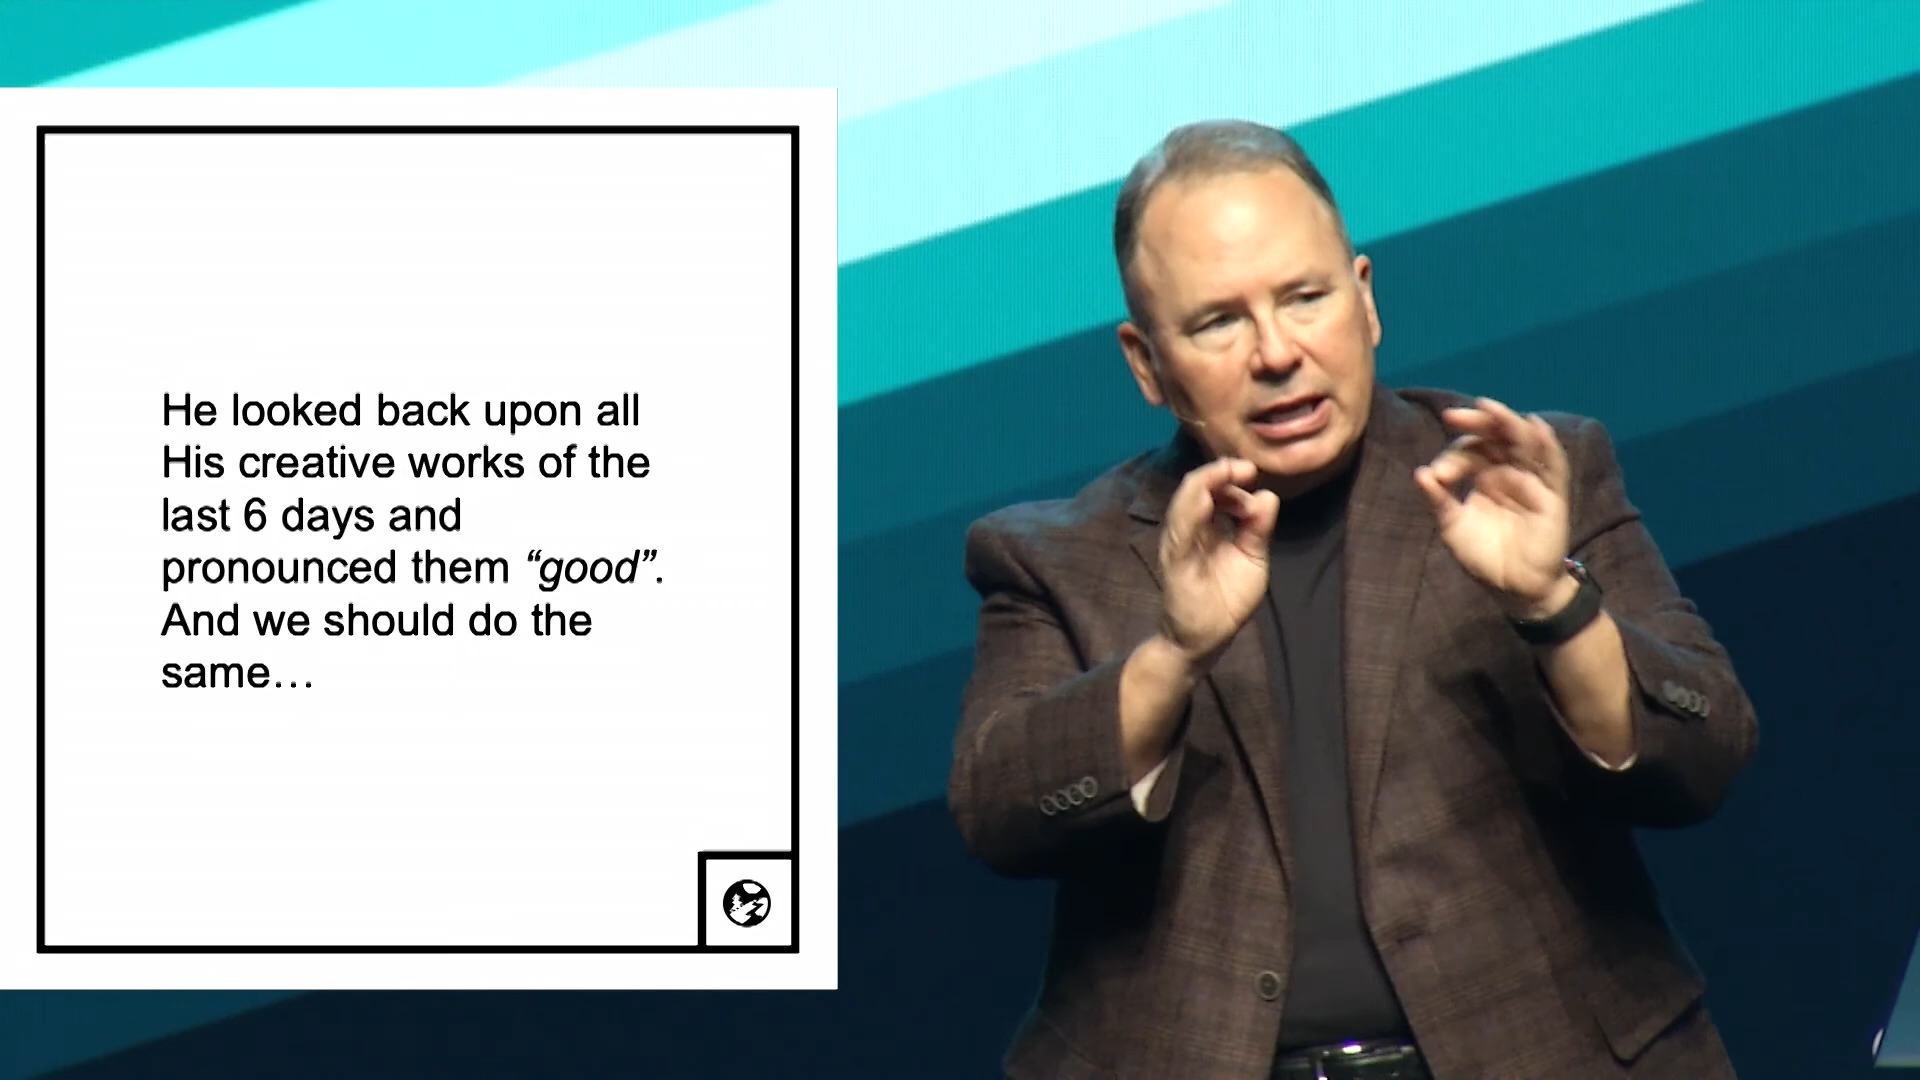 He looked back upon all
His creative works of the
last 6 days and
pronounced them “good”.
And we should do the
same…